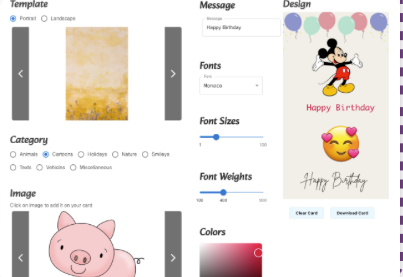 Template
Portrait Landscape
Category
Animals Cartoons Holidays Nature Smileys
Tools Vehicles Miscellaneous
Image
Click an image to add it on your card
Message
Message
Happy Birthday
Fonts
Font
Monaco
Font Sizes
1 100
Font Weights
100 400 900
Colors
Design
Happy Birthday
Happy Birthday
Clear Card Download Card